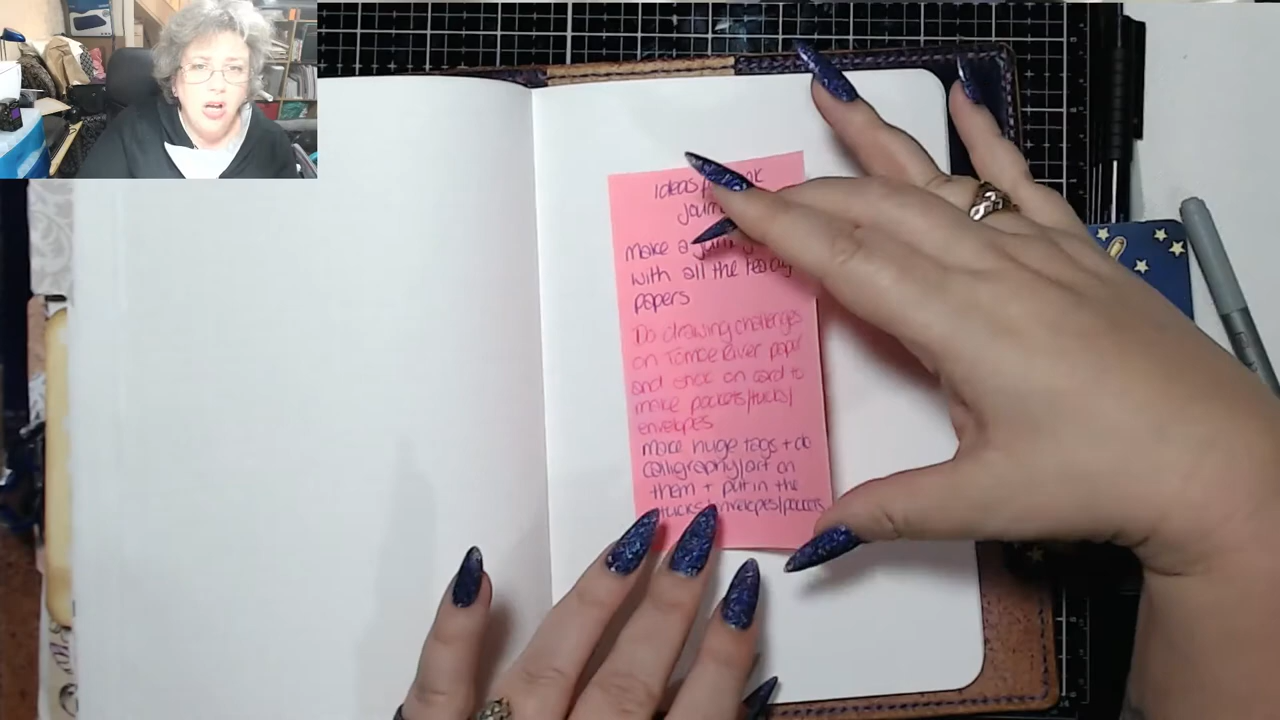 ideas
make a
with all the
papers
Do drawing challenges
on Tomoe River paper
and stick on card to
make pockets/tucks/
envelopes
make huge tags + do
calligraphy/art on
them + put in the
tucks/envelopes/pockets